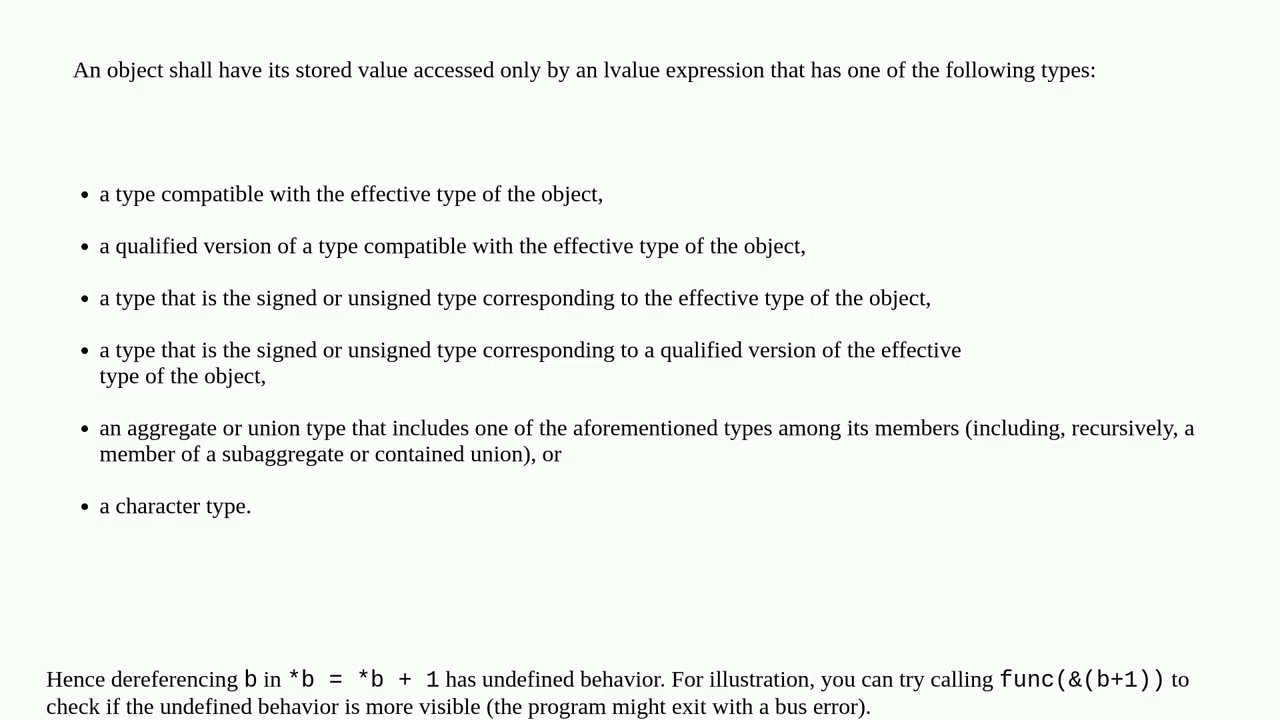 An object shall have its stored value accessed only by an lvalue expression that has one of the following types:
• a type compatible with the effective type of the object,
• a qualified version of a type compatible with the effective type of the object,
• a type that is the signed or unsigned type corresponding to the effective type of the object,
• a type that is the signed or unsigned type corresponding to a qualified version of the effective
type of the object,
• an aggregate or union type that includes one of the aforementioned types among its members (including, recursively, a
member of a subaggregate or contained union), or
• a character type.
Hence dereferencing b in *b = *b + 1 has undefined behavior. For illustration, you can try calling func(&(b+1)) to
check if the undefined behavior is more visible (the program might exit with a bus error).